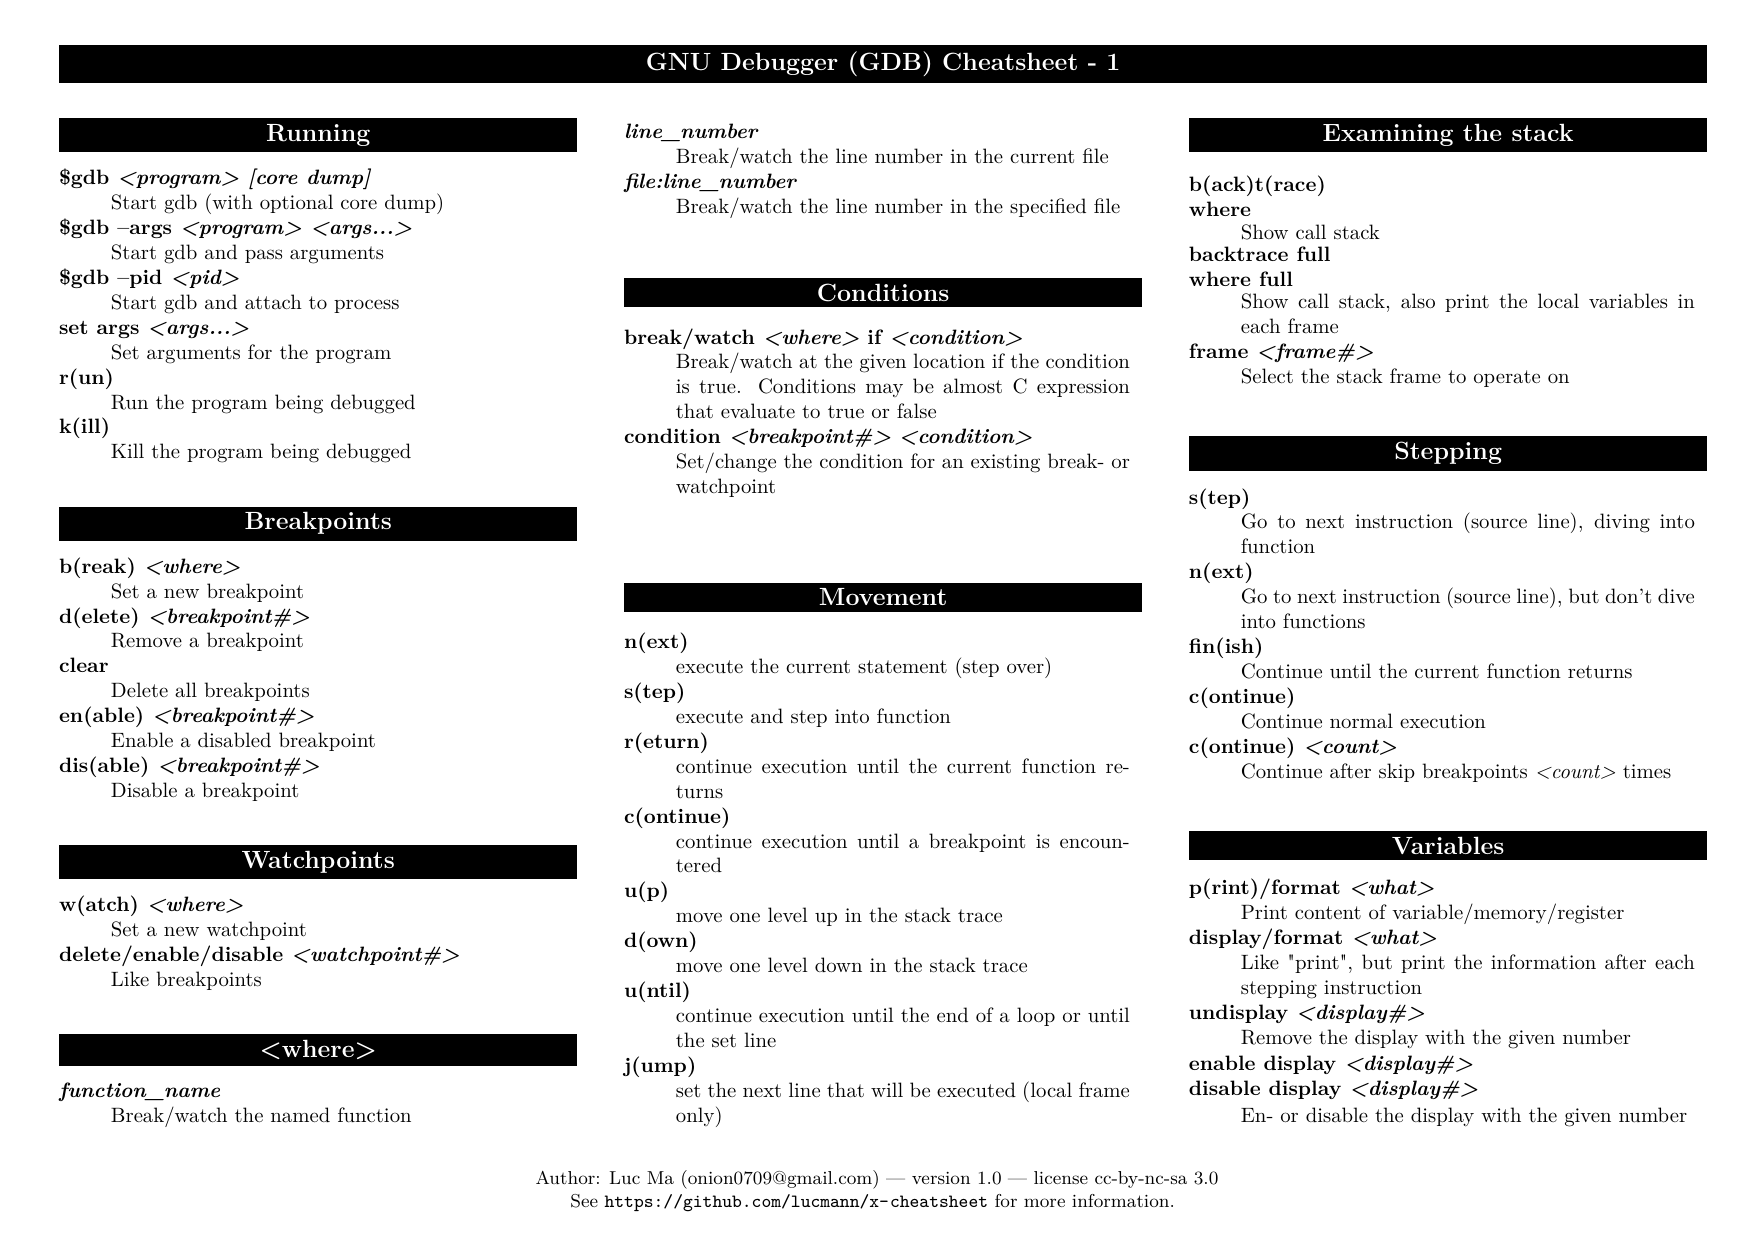 GNU Debugger (GDB) Cheatsheet - 1
Running
$gdb <program> [core dump]
Start gdb (with optional core dump)
$gdb –args <program> <args...>
Start gdb and pass arguments
$gdb –pid <pid>
Start gdb and attach to process
set args <args...>
Set arguments for the program
r(un)
Run the program being debugged
k(ill)
Kill the program being debugged
Breakpoints
b(reak) <where>
Set a new breakpoint
d(elete) <breakpoint#>
Remove a breakpoint
clear
Delete all breakpoints
en(able) <breakpoint#>
Enable a disabled breakpoint
dis(able) <breakpoint#>
Disable a breakpoint
Watchpoints
w(atch) <where>
Set a new watchpoint
delete/enable/disable <watchpoint#>
Like breakpoints
<where>
function_name
Break/watch the named function
line_number
Break/watch the line number in the current file
file:line_number
Break/watch the line number in the specified file
Conditions
break/watch <where> if <condition>
Break/watch at the given location if the condition
is true. Conditions may be almost C expression
that evaluate to true or false
condition <breakpoint#> <condition>
Set/change the condition for an existing break- or
watchpoint
Movement
n(ext)
execute the current statement (step over)
s(tep)
execute and step into function
r(eturn)
continue execution until the current function re-
turns
c(ontinue)
continue execution until a breakpoint is encoun-
tered
u(p)
move one level up in the stack trace
d(own)
move one level down in the stack trace
u(ntil)
continue execution until the end of a loop or until
the set line
j(ump)
set the next line that will be executed (local frame
only)
Examining the stack
b(ack)t(race)
where
Show call stack
backtrace full
where full
Show call stack, also print the local variables in
each frame
frame <frame#>
Select the stack frame to operate on
Stepping
s(tep)
Go to next instruction (source line), diving into
function
n(ext)
Go to next instruction (source line), but don't dive
into functions
fin(ish)
Continue until the current function returns
c(ontinue)
Continue normal execution
c(ontinue) <count>
Continue after skip breakpoints <count> times
Variables
p(rint)/format <what>
Print content of variable/memory/register
display/format <what>
Like "print", but print the information after each
stepping instruction
undisplay <display#>
Remove the display with the given number
enable display <display#>
disable display <display#>
En- or disable the display with the given number
Author: Luc Ma (onion0709@gmail.com) — version 1.0 — license cc-by-nc-sa 3.0
See https://github.com/lucmann/x-cheatsheet for more information.